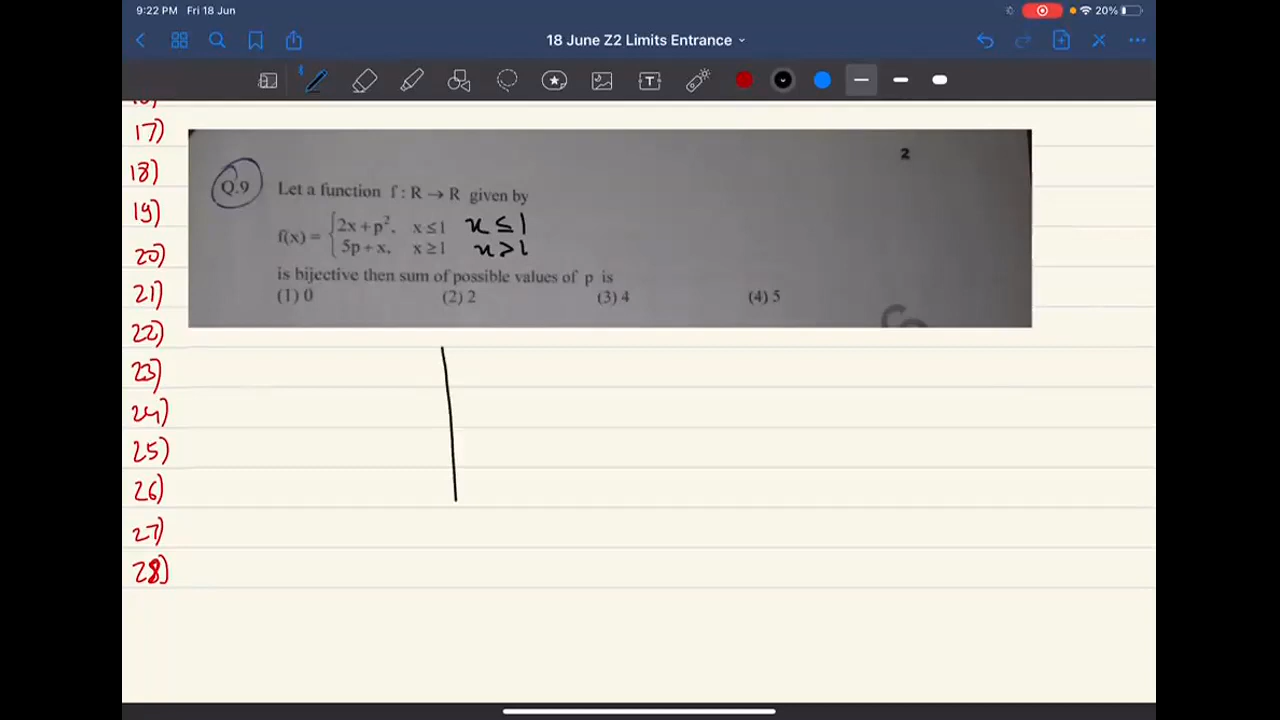 9:22 PM Fri 18 Jun
20%
18 June Z2 Limits Entrance
17)
18)
19)
20)
21)
22)
23)
24)
25)
26)
27)
28)
2
Q.9 Let a function f : R → R given by
f(x) = { 2x + p², x ≤ 1 x ≤ 1
5p + x, x ≥ 1 x > 1
is bijective then sum of possible values of p is
(1) 0 (2) 2 (3) 4 (4) 5